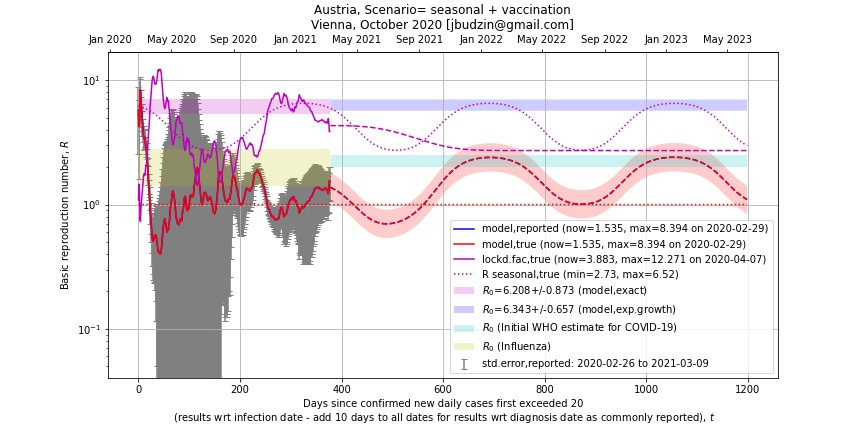 Austria, Scenario= seasonal + vaccination
Vienna, October 2020 [jbudzin@gmail.com]
Jan 2020 May 2020 Sep 2020 Jan 2021 May 2021 Sep 2021 Jan 2022 May 2022 Sep 2022 Jan 2023 May 2023
Basic reproduction number, R
10¹
10⁰
10⁻¹
model,reported (now=1.535, max=8.394 on 2020-02-29)
model,true (now=1.535, max=8.394 on 2020-02-29)
lockd.fac,true (now=3.883, max=12.271 on 2020-04-07)
R seasonal,true (min=2.73, max=6.52)
R₀=6.208+/-0.873 (model,exact)
R₀=6.343+/-0.657 (model,exp.growth)
R₀ (Initial WHO estimate for COVID-19)
R₀ (Influenza)
std.error,reported: 2020-02-26 to 2021-03-09
0 200 400 600 800 1000 1200
Days since confirmed new daily cases first exceeded 20
(results wrt infection date - add 10 days to all dates for results wrt diagnosis date as commonly reported), t